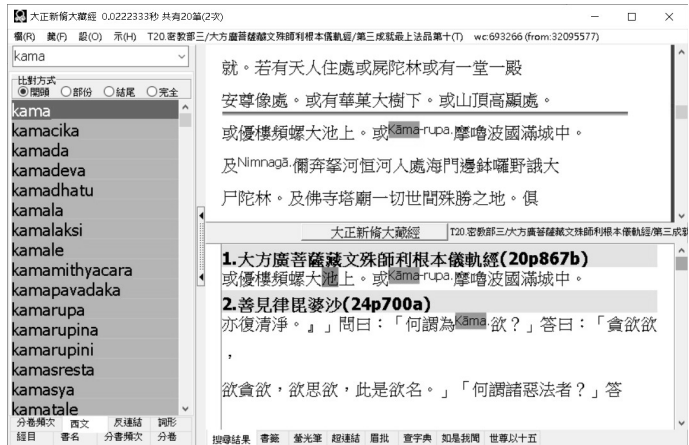 大正新脩大藏經 0.0222333秒 共有20筆(2次)
檔(R) 藏(F) 設(O) 示(H) T20.密教部三/大方廣菩薩藏文殊師利根本儀軌經/第三成就最上法品第十(T) wc:693266 (from:32095577)
kama
比對方式
開頭 部份 結尾 完全
kama
kamacika
kamada
kamadeva
kamadhatu
kamala
kamalaksi
kamale
kamamithyacara
kamapavadaka
kamarupa
kamarupina
kamarupini
kamasresta
kamasya
kamatale
分卷頻次 西文 反連結 詞形
經目 書名 分書頻次 分卷
就。若有天人住處或屍陀林或有一堂一殿
安尊像處。或有華菓大樹下。或山頂高顯處。
或優樓頻螺大池上。或Kāma-rupa.摩嚕波國滿城中。
及Nimnagā.儞奔拏河恒河人處海門邊鉢囉野誐大
尸陀林。及佛寺塔廟一切世間殊勝之地。俱
大正新脩大藏經 T20.密教部三/大方廣菩薩藏文殊師利根本儀軌經/第三成就
1.大方廣菩薩藏文殊師利根本儀軌經(20p867b)
或優樓頻螺大池上。或Kāma-rupa.摩嚕波國滿城中。
2.善見律毘婆沙(24p700a)
亦復清淨。』」問曰：「何謂為Kāma.欲？」答曰：「貪欲欲
，
欲貪欲，欲思欲，此是欲名。」「何謂諸惡法者？」答
搜尋結果 書籤 螢光筆 超連結 眉批 查字典 如是我聞 世尊以十五